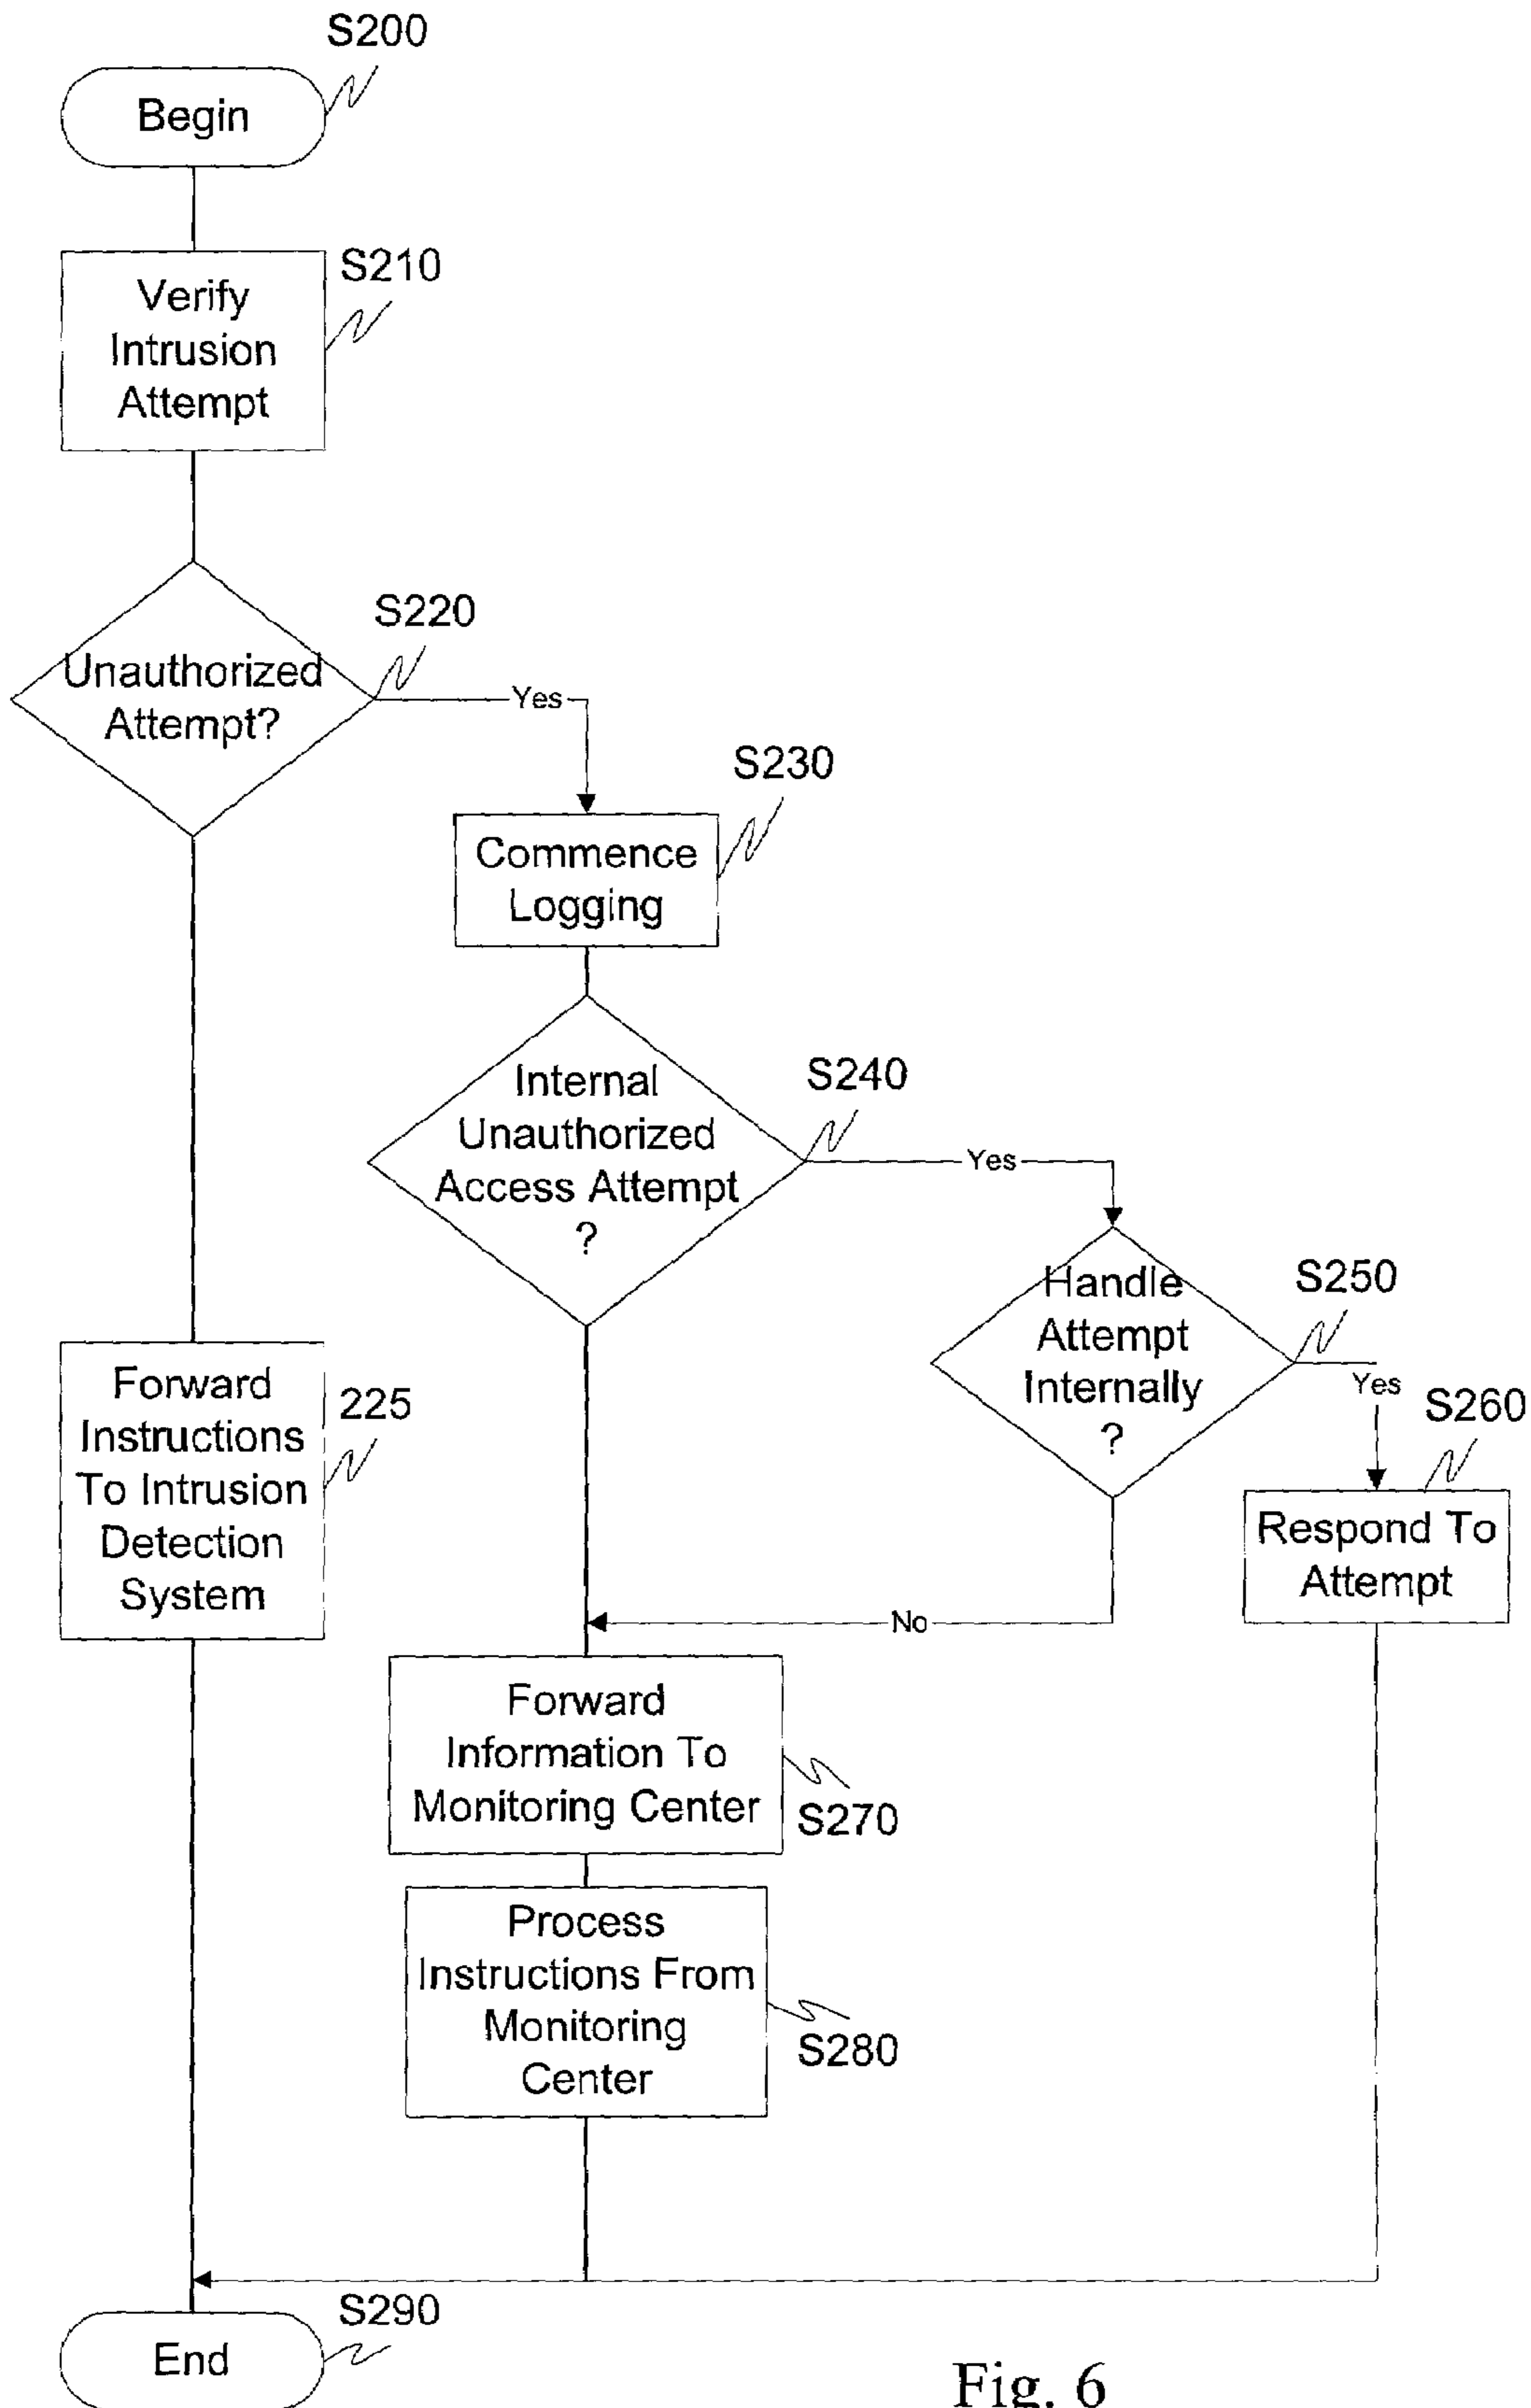 S200
Begin
S210
Verify
Intrusion
Attempt
S220
Unauthorized
Attempt?
Yes
S230
Commence
Logging
S240
Internal
Unauthorized
Access Attempt
?
Yes
S250
Handle
Attempt
Internally
?
Yes
S260
Respond To
Attempt
225
Forward
Instructions
To Intrusion
Detection
System
No
Forward
Information To
Monitoring Center
S270
Process
Instructions From
Monitoring
Center
S280
S290
End
Fig. 6